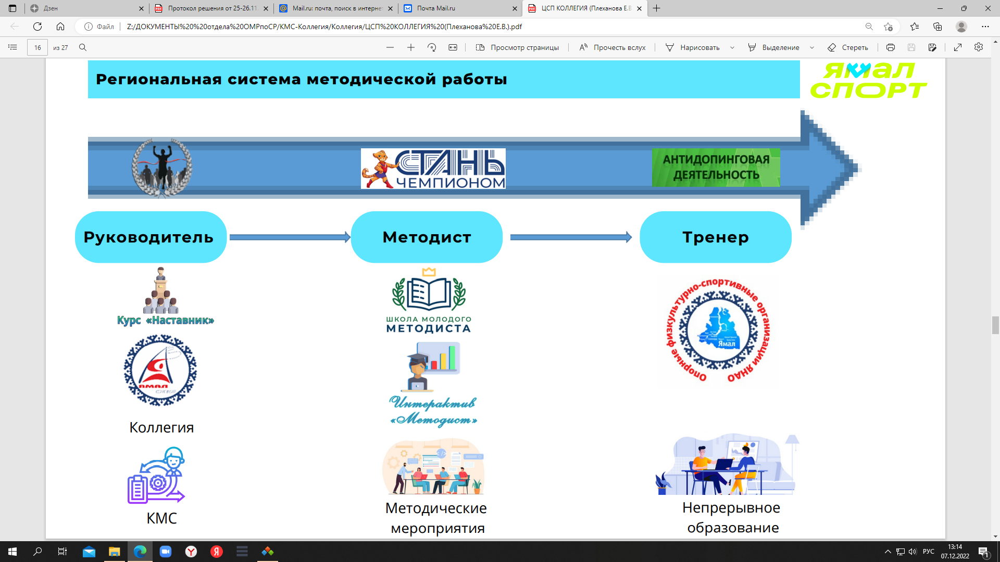 Дзен
Протокол решения от 25-26.11.
Mail.ru: почта, поиск в интернет
Почта Mail.ru
ЦСП КОЛЛЕГИЯ (Плеханова Е.В
Файл
Z:/ДОКУМЕНТЫ%20%20отдела%20ОМРпоСР/КМС-Коллегия/Коллегия/ЦСП%20КОЛЛЕГИЯ%20(Плеханова%20Е.В.).pdf
16 из 27
Просмотр страницы
Прочесть вслух
Нарисовать
Выделение
Стереть
Региональная система методической работы
ЯМАЛ
СПОРТ
СТАНЬ
ЧЕМПИОНОМ
АНТИДОПИНГОВАЯ
ДЕЯТЕЛЬНОСТЬ
Руководитель
Методист
Тренер
Курс «Наставник»
Коллегия
КМС
ШКОЛА МОЛОДОГО
МЕТОДИСТА
Интерактив
«Методист»
Методические
мероприятия
Опорные физкультурно-спортивные организации ЯНАО
Ямал
Непрерывное
образование
РУС
13:14
07.12.2022
1